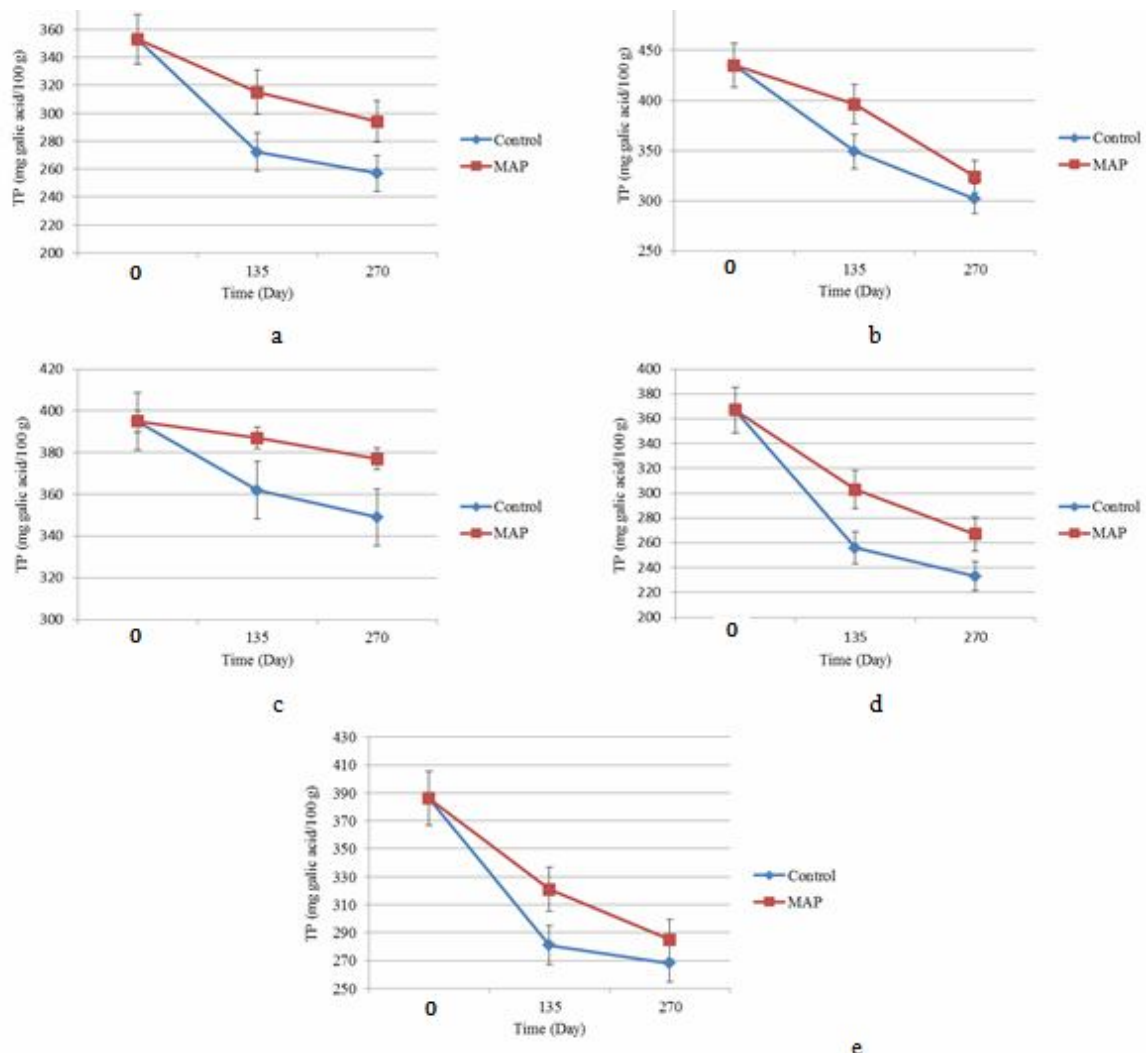 TP (mg galic acid/100 g)
360
340
320
300
280
260
240
220
200
0
135
270
Time (Day)
Control
MAP
a
TP (mg galic acid/100 g)
450
400
350
300
250
0
135
270
Time (Day)
Control
MAP
b
TP (mg galic acid/100 g)
420
400
380
360
340
320
300
0
135
270
Time (Day)
Control
MAP
c
TP (mg galic acid/100 g)
400
380
360
340
320
300
280
260
240
220
200
0
135
270
Time (Day)
Control
MAP
d
TP (mg galic acid/100 g)
430
410
390
370
350
330
310
290
270
250
0
135
270
Time (Day)
Control
MAP
e